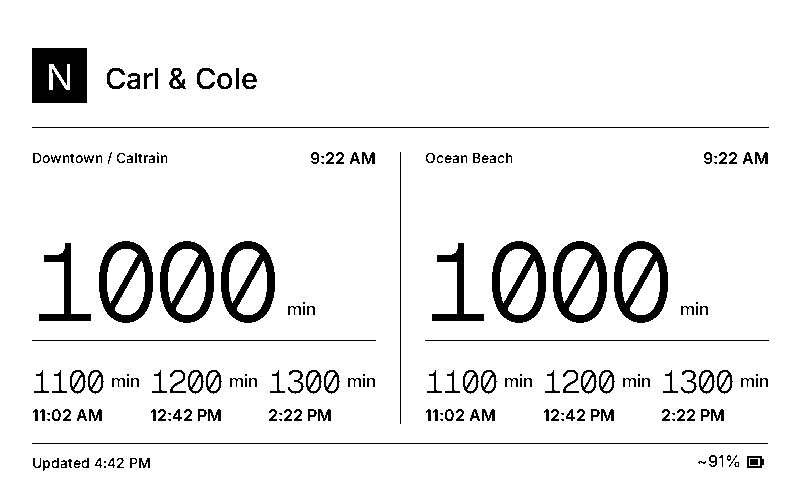 N Carl & Cole
Downtown / Caltrain 9:22 AM
1000 min
1100 min 1200 min 1300 min
11:02 AM 12:42 PM 2:22 PM
Ocean Beach 9:22 AM
1000 min
1100 min 1200 min 1300 min
11:02 AM 12:42 PM 2:22 PM
Updated 4:42 PM ~91%